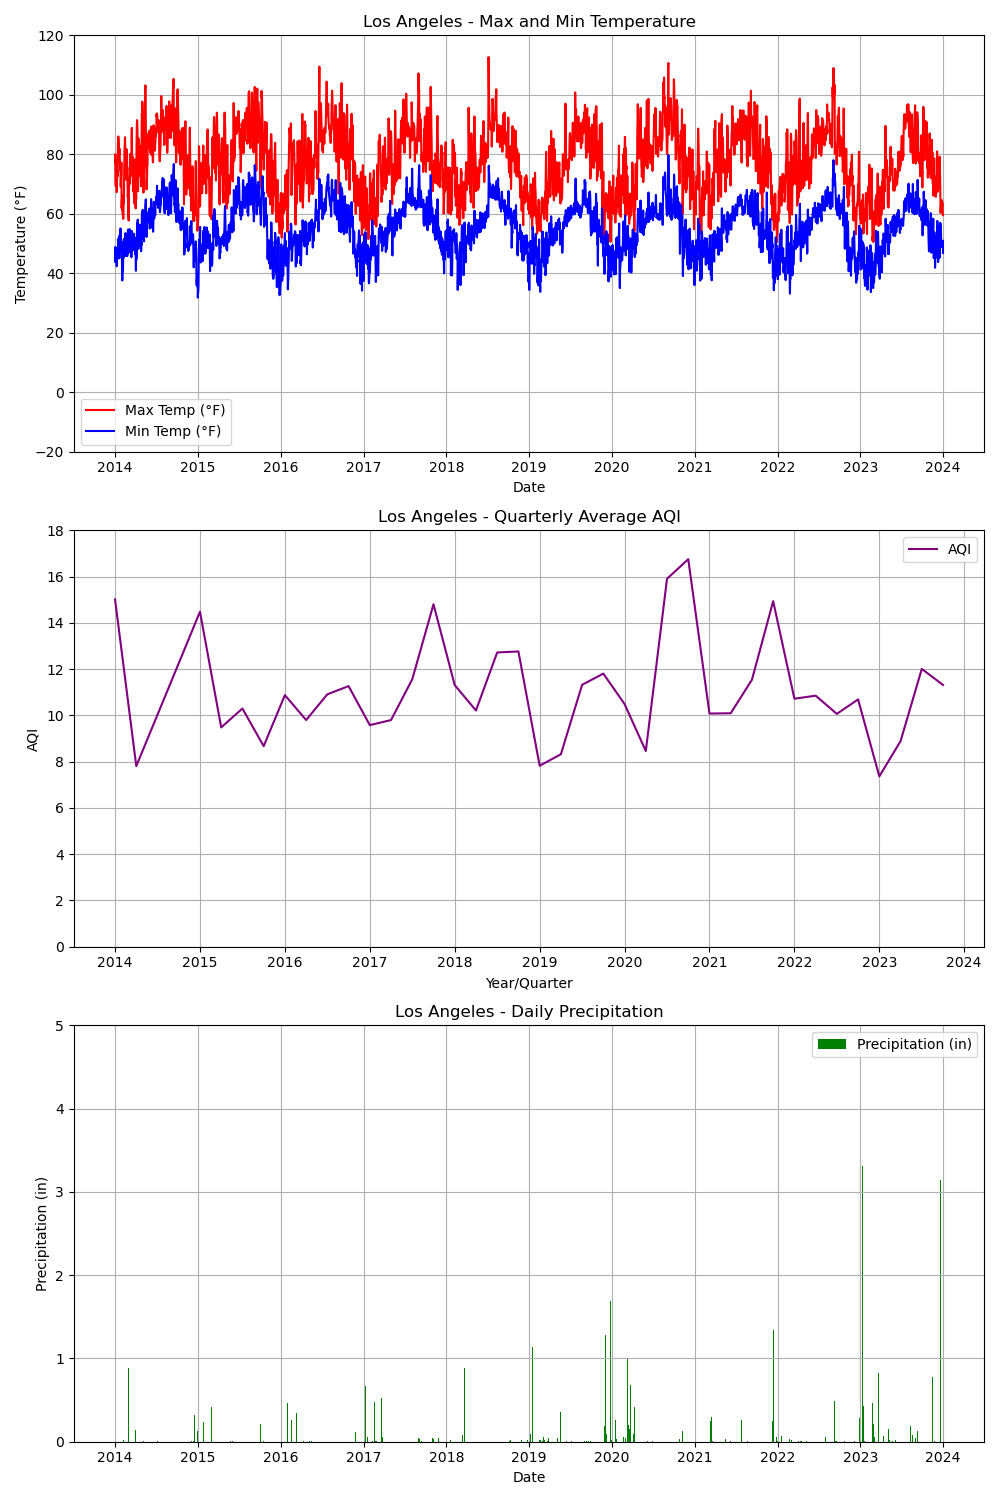 Los Angeles - Max and Min Temperature
120
100
80
60
40
20
0
−20
Temperature (°F)
Max Temp (°F)
Min Temp (°F)
2014 2015 2016 2017 2018 2019 2020 2021 2022 2023 2024
Date
Los Angeles - Quarterly Average AQI
18
16
14
12
10
8
6
4
2
0
AQI
AQI
2014 2015 2016 2017 2018 2019 2020 2021 2022 2023 2024
Year/Quarter
Los Angeles - Daily Precipitation
5
4
3
2
1
0
Precipitation (in)
Precipitation (in)
2014 2015 2016 2017 2018 2019 2020 2021 2022 2023 2024
Date